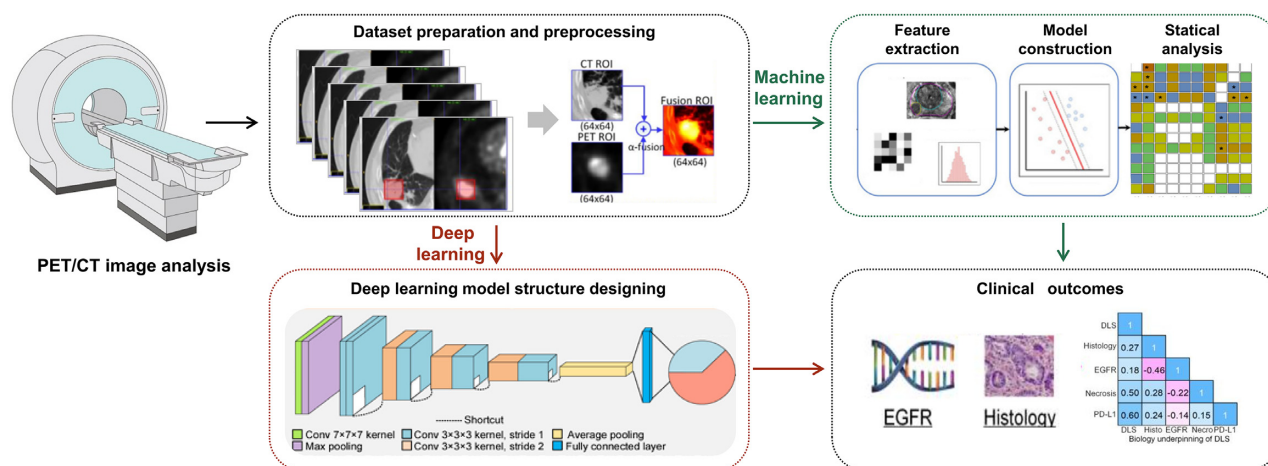 PET/CT image analysis
Dataset preparation and preprocessing
CT ROI
(64x64)
PET ROI
(64x64)
α-fusion
Fusion ROI
(64x64)
Machine
learning
Feature
extraction
Model
construction
Statical
analysis
Deep
learning
Deep learning model structure designing
Shortcut
Conv 7×7×7 kernel
Conv 3×3×3 kernel, stride 1
Average pooling
Max pooling
Conv 3×3×3 kernel, stride 2
Fully connected layer
Clinical outcomes
EGFR
Histology
DLS 1
Histology 0.27 1
EGFR 0.18 -0.46 1
Necrosis 0.50 0.28 -0.22 1
PD-L1 0.60 0.24 -0.14 0.15 1
DLS Histo EGFR Necro PD-L1
Biology underpinning of DLS